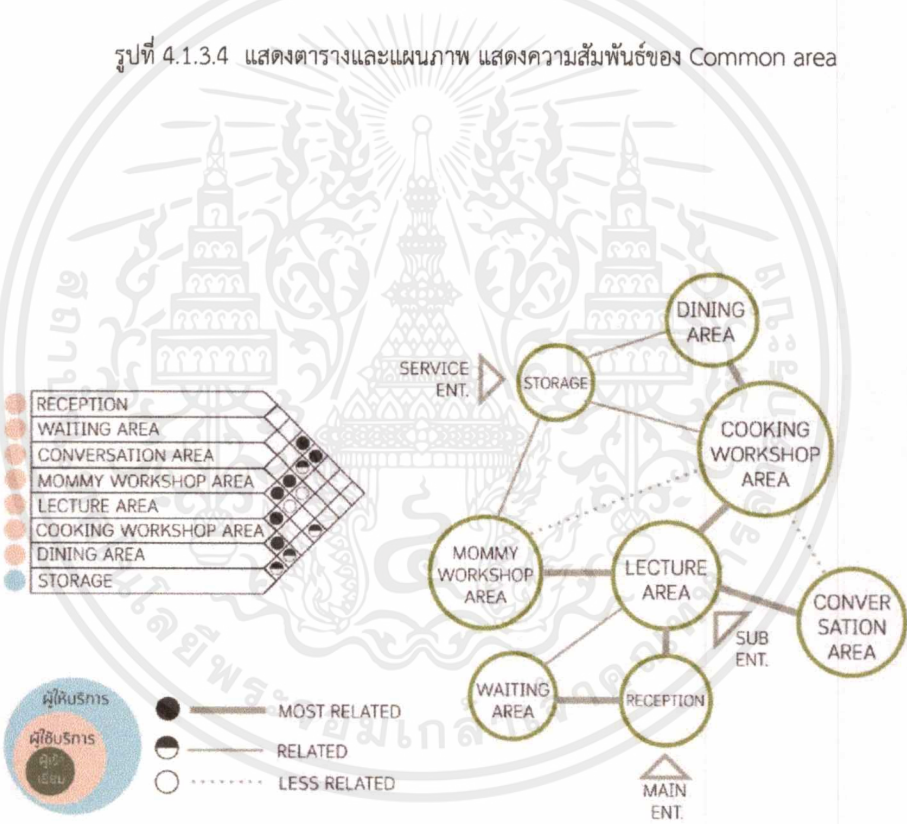 รูปที่ 4.1.3.4 แสดงตารางและแผนภาพ แสดงความสัมพันธ์ของ Common area
RECEPTION
WAITING AREA
CONVERSATION AREA
MOMMY WORKSHOP AREA
LECTURE AREA
COOKING WORKSHOP AREA
DINING AREA
STORAGE
DINING
AREA
SERVICE
ENT.
STORAGE
COOKING
WORKSHOP
AREA
MOMMY
WORKSHOP
AREA
LECTURE
AREA
CONVER
SATION
AREA
SUB
ENT.
WAITING
AREA
RECEPTION
MAIN
ENT.
ผู้ให้บริการ
ผู้ใช้บริการ
MOST RELATED
RELATED
LESS RELATED